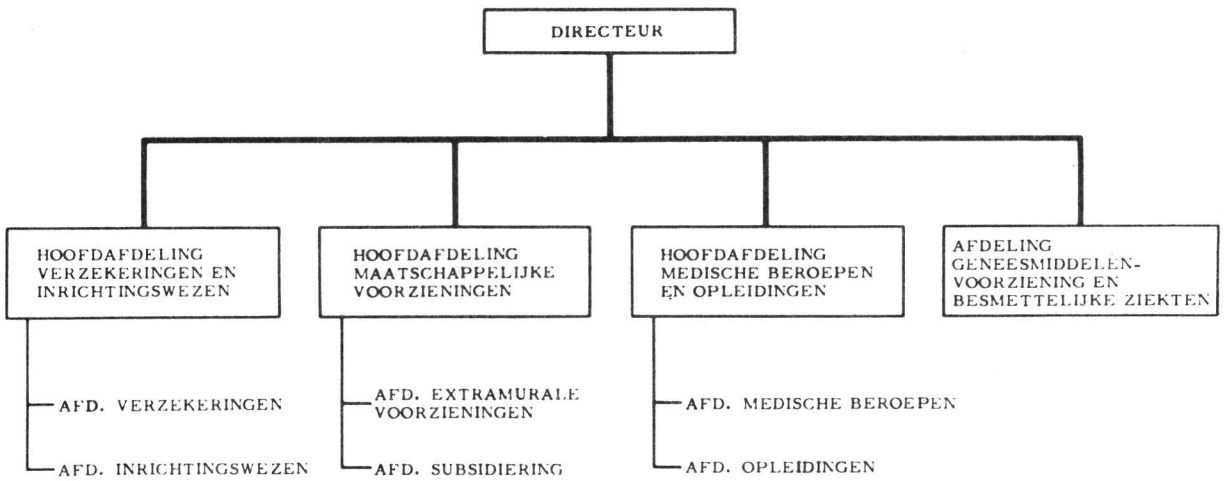 DIRECTEUR
HOOFDAFDELING
VERZEKERINGEN EN
INRICHTINGSWEZEN
HOOFDAFDELING
MAATSCHAPPELIJKE
VOORZIENINGEN
HOOFDAFDELING
MEDISCHE BEROEPEN
EN OPLEIDINGEN
AFDELING
GENEESMIDDELEN-
VOORZIENING EN
BESMETTELIJKE ZIEKTEN
AFD. VERZEKERINGEN
AFD. INRICHTINGSWEZEN
AFD. EXTRAMURALE
VOORZIENINGEN
AFD. SUBSIDIERING
AFD. MEDISCHE BEROEPEN
AFD. OPLEIDINGEN